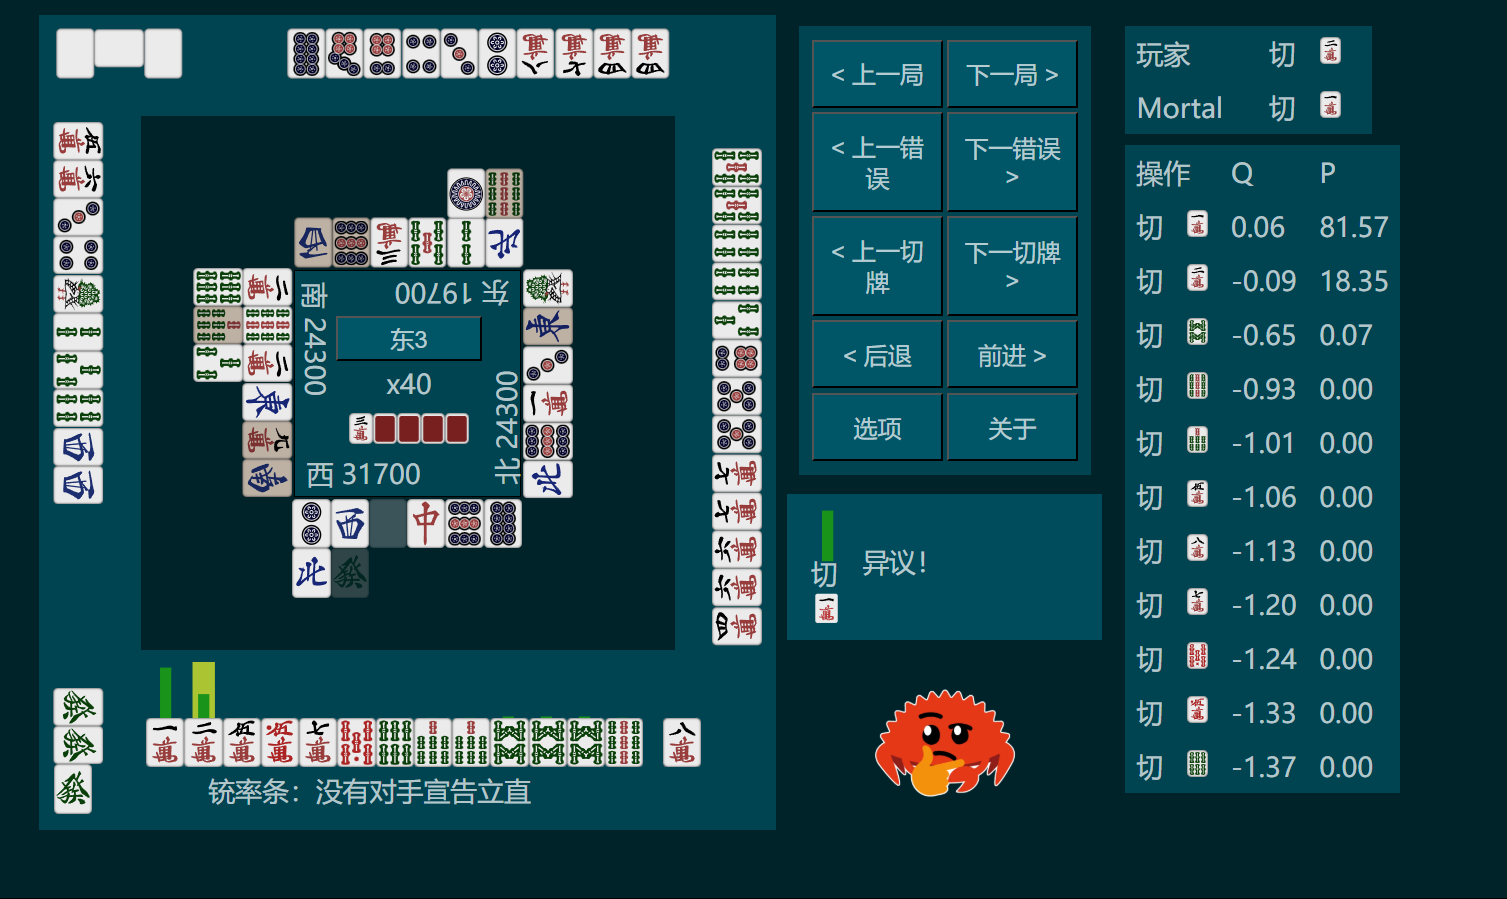 < 上一局
下一局 >
< 上一错误
下一错误 >
< 上一切牌
下一切牌 >
< 后退
前进 >
选项
关于
东 19700
南 24300
东3
x40
北 24300
西 31700
切
异议！
铳率条：没有对手宣告立直
玩家 切
Mortal 切
操作 Q P
切 0.06 81.57
切 -0.09 18.35
切 -0.65 0.07
切 -0.93 0.00
切 -1.01 0.00
切 -1.06 0.00
切 -1.13 0.00
切 -1.20 0.00
切 -1.24 0.00
切 -1.33 0.00
切 -1.37 0.00